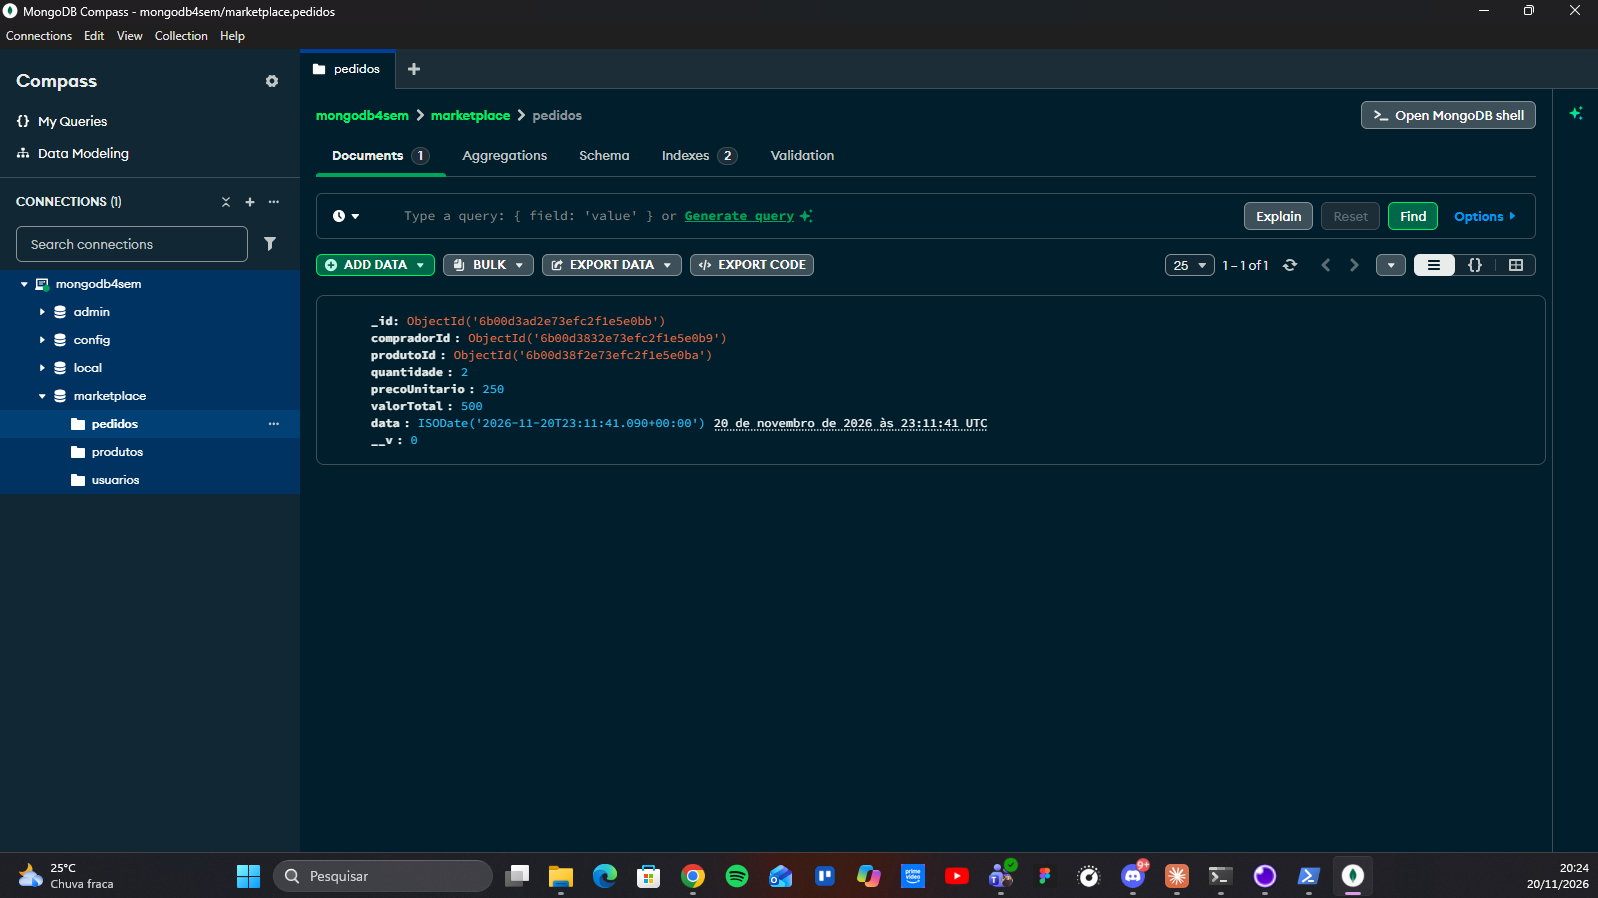 MongoDB Compass - mongodb4sem/marketplace.pedidos
Connections Edit View Collection Help
Compass
{} My Queries
Data Modeling
CONNECTIONS (1)
Search connections
mongodb4sem
admin
config
local
marketplace
pedidos
produtos
usuarios
pedidos
mongodb4sem > marketplace > pedidos
>_ Open MongoDB shell
Documents 1 Aggregations Schema Indexes 2 Validation
Type a query: { field: 'value' } or Generate query
Explain Reset Find Options
ADD DATA BULK EXPORT DATA </> EXPORT CODE
25 1 – 1 of 1 {}
_id: ObjectId('6b00d3ad2e73efc2f1e5e0bb')
compradorId : ObjectId('6b00d3832e73efc2f1e5e0b9')
produtoId : ObjectId('6b00d38f2e73efc2f1e5e0ba')
quantidade : 2
precoUnitario : 250
valorTotal : 500
data : ISODate('2026-11-20T23:11:41.090+00:00') 20 de novembro de 2026 às 23:11:41 UTC
__v : 0
25°C
Chuva fraca
Pesquisar
prime video
9+
20:24
20/11/2026